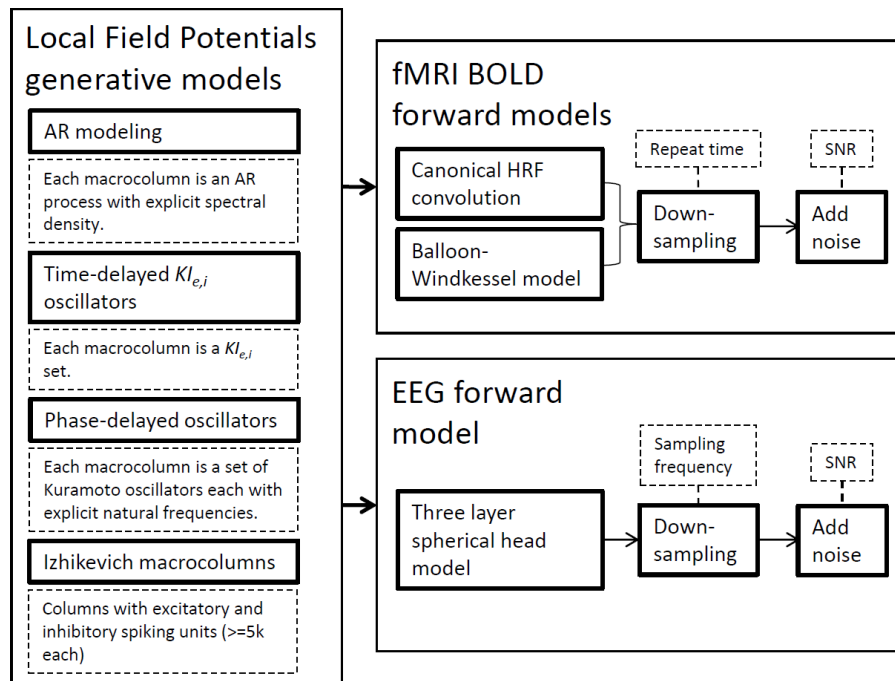 Local Field Potentials
generative models
AR modeling
Each macrocolumn is an AR
process with explicit spectral
density.
Time-delayed KIe,i
oscillators
Each macrocolumn is a KIe,i
set.
Phase-delayed oscillators
Each macrocolumn is a set of
Kuramoto oscillators each with
explicit natural frequencies.
Izhikevich macrocolumns
Columns with excitatory and
inhibitory spiking units (>=5k
each)
fMRI BOLD
forward models
Canonical HRF
convolution
Balloon-
Windkessel model
Repeat time
Down-
sampling
SNR
Add
noise
EEG forward
model
Three layer
spherical head
model
Sampling
frequency
Down-
sampling
SNR
Add
noise